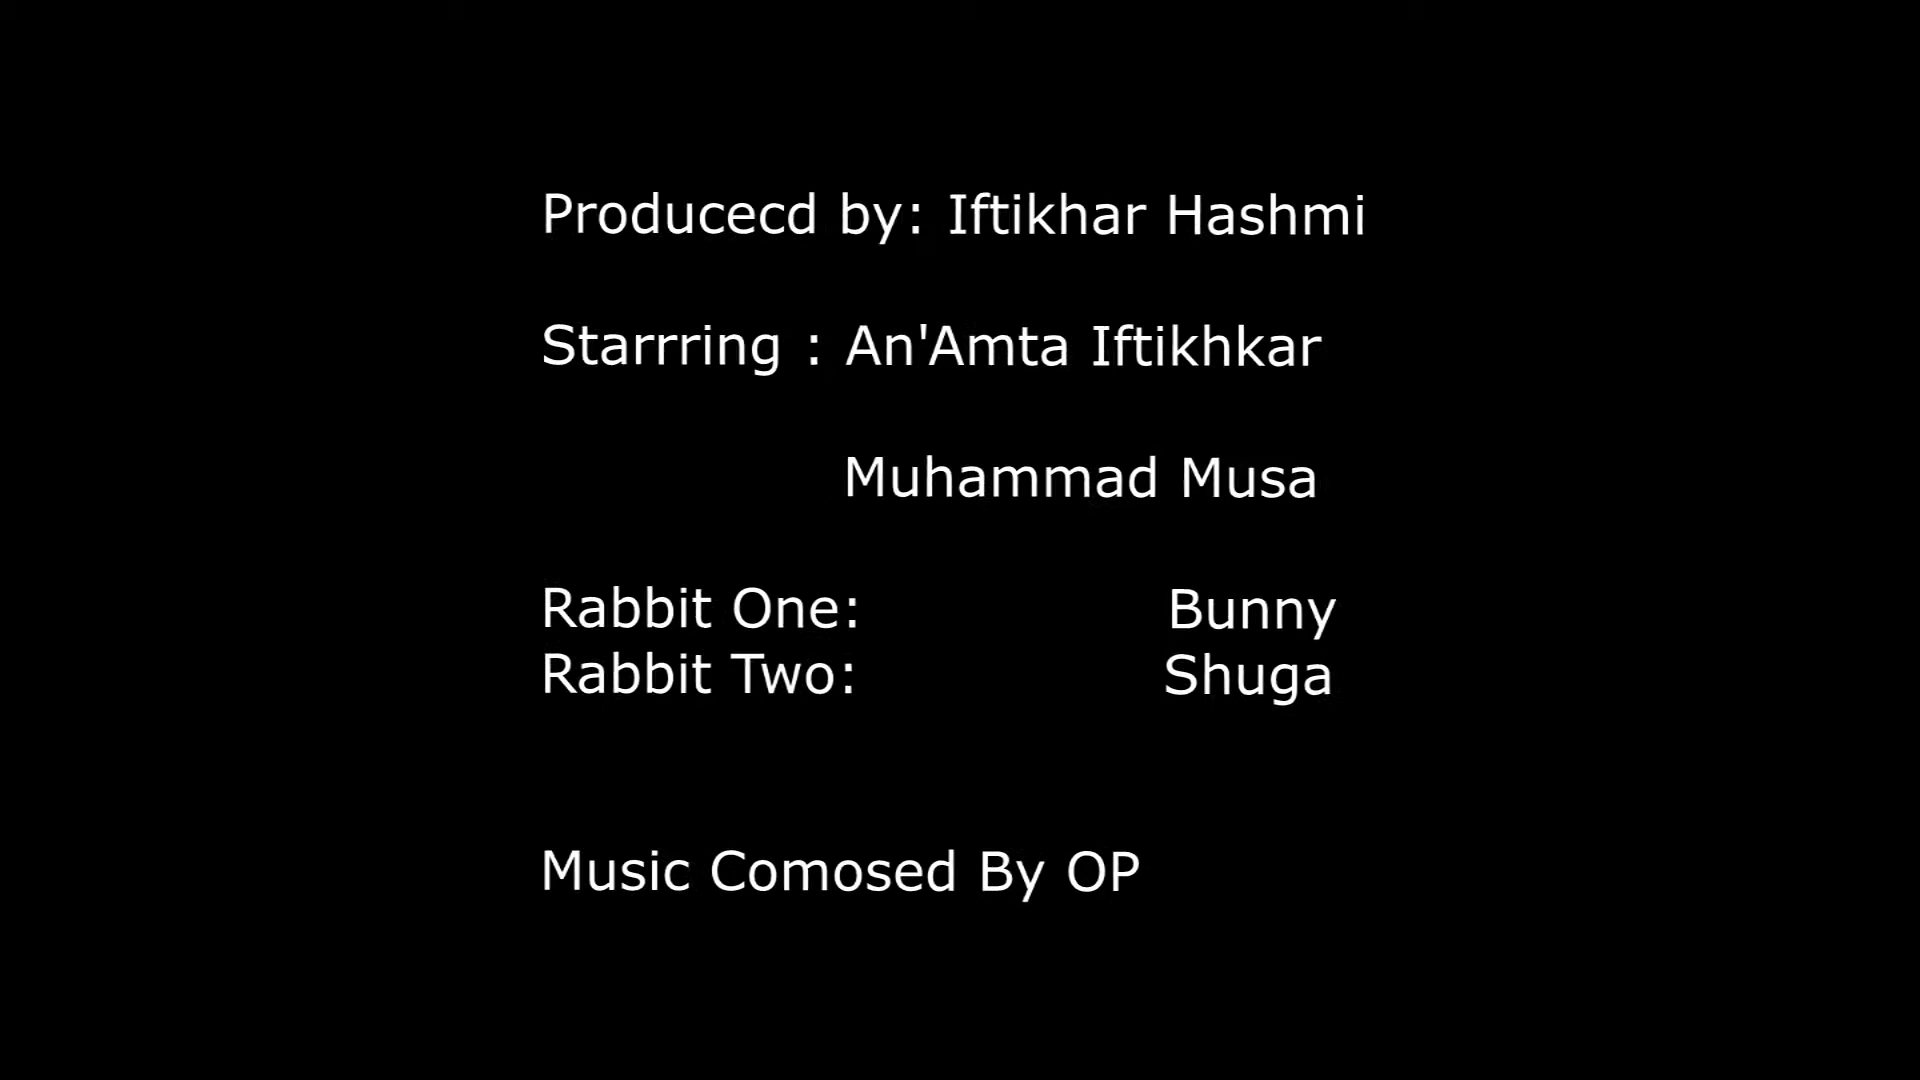 Producecd by: Iftikhar Hashmi
Starrring : An'Amta Iftikhkar
Muhammad Musa
Rabbit One: Bunny
Rabbit Two: Shuga
Music Comosed By OP